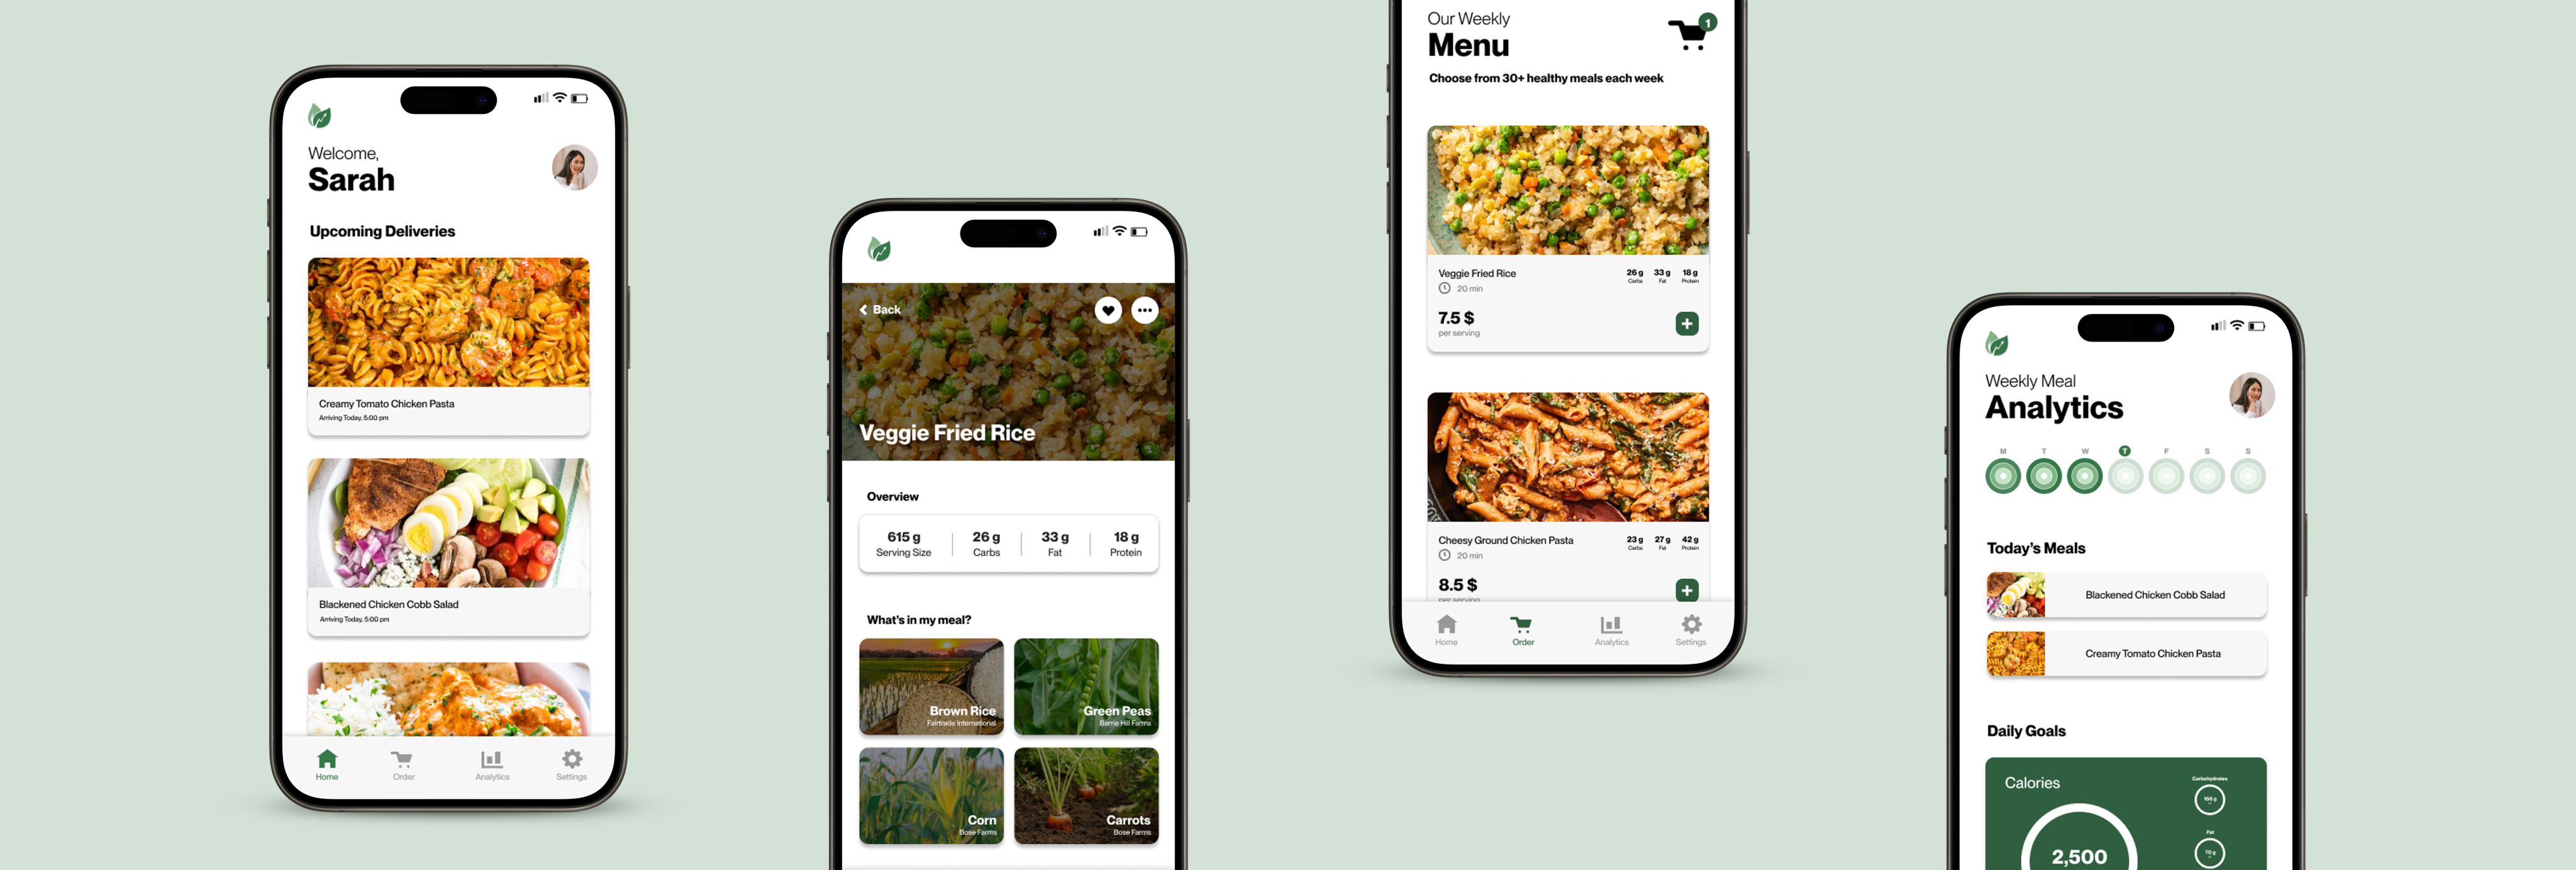 Welcome,
Sarah
Upcoming Deliveries
Creamy Tomato Chicken Pasta
Arriving Today, 5:00 pm
Blackened Chicken Cobb Salad
Arriving Today, 5:00 pm
Home Order Analytics Settings
Back
Veggie Fried Rice
Overview
615 g 26 g 33 g 18 g
Serving Size Carbs Fat Protein
What's in my meal?
Brown Rice
Fairtrade International
Green Peas
Barrie Hill Farms
Corn
Bose Farms
Carrots
Bose Farms
Our Weekly
1
Menu
Choose from 30+ healthy meals each week
Veggie Fried Rice
26 g 33 g 18 g
Carbs Fat Protein
20 min
7.5 $
per serving
Cheesy Ground Chicken Pasta
23 g 27 g 42 g
Carbs Fat Protein
20 min
8.5 $
per serving
Home Order Analytics Settings
Weekly Meal
Analytics
M T W T F S S
Today's Meals
Blackened Chicken Cobb Salad
Creamy Tomato Chicken Pasta
Daily Goals
Calories
Carbohydrates
Fat
70 g
2,500